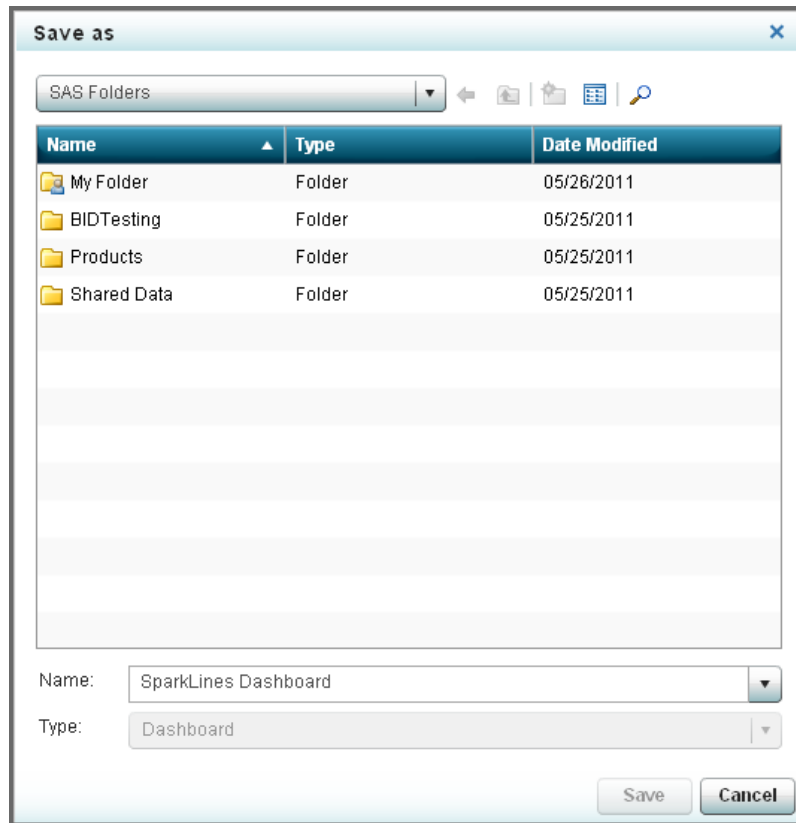 Save as
SAS Folders
Name Type Date Modified
My Folder Folder 05/26/2011
BIDTesting Folder 05/25/2011
Products Folder 05/25/2011
Shared Data Folder 05/25/2011
Name: SparkLines Dashboard
Type: Dashboard
Save Cancel